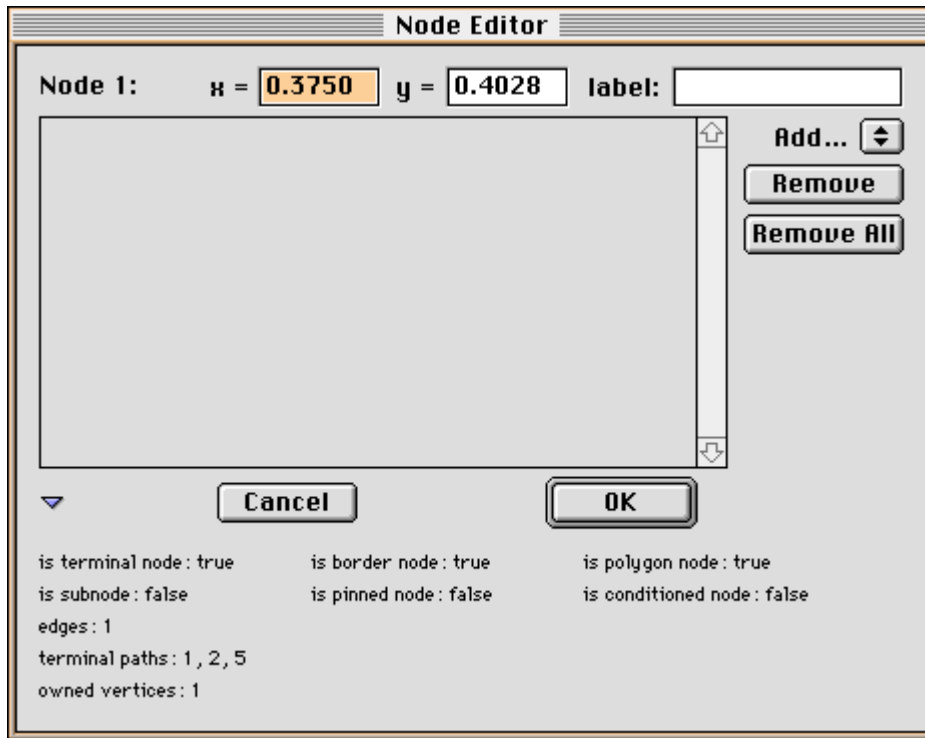 Node Editor
Node 1: x = 0.3750 y = 0.4028 label:
Add...
Remove
Remove All
Cancel OK
is terminal node : true is border node : true is polygon node : true
is subnode : false is pinned node : false is conditioned node : false
edges : 1
terminal paths : 1 , 2 , 5
owned vertices : 1